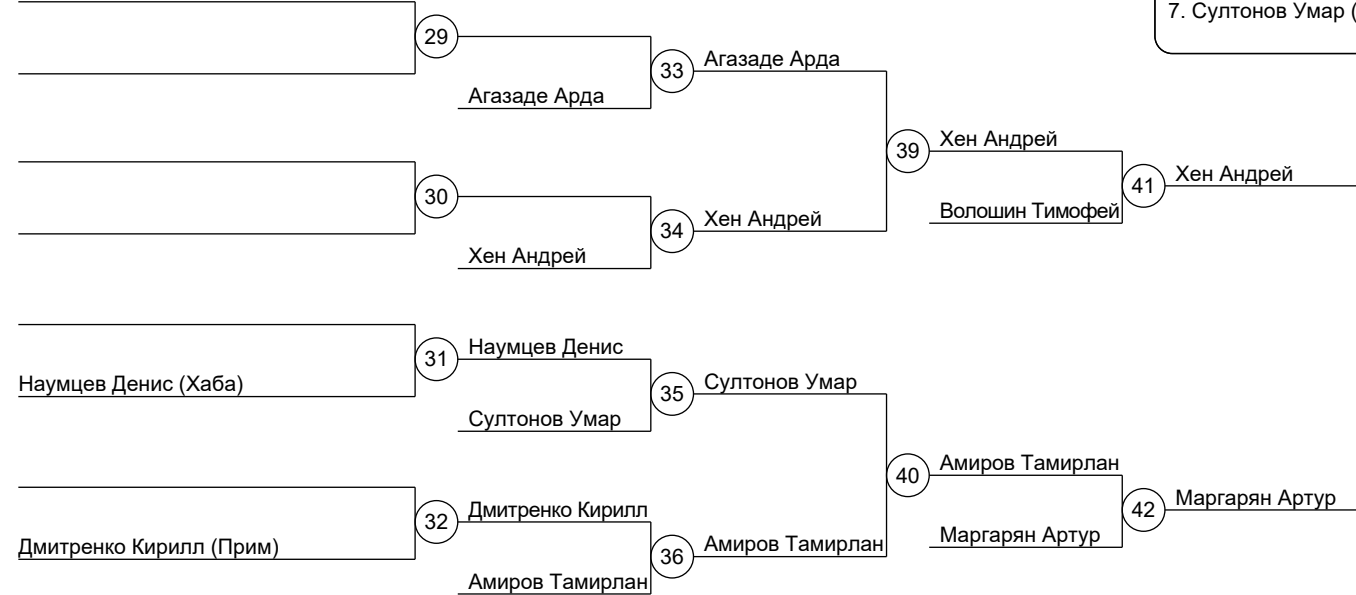 7. Султонов Умар (
29
Агазаде Арда
33
Агазаде Арда
39
Хен Андрей
41
Хен Андрей
Волошин Тимофей
30
34
Хен Андрей
Хен Андрей
31
Наумцев Денис
Наумцев Денис (Хаба)
35
Султонов Умар
Султонов Умар
40
Амиров Тамирлан
42
Маргарян Артур
Маргарян Артур
32
Дмитренко Кирилл
Дмитренко Кирилл (Прим)
36
Амиров Тамирлан
Амиров Тамирлан